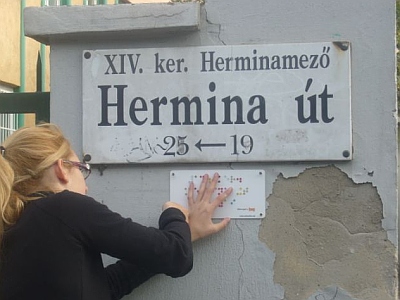 XIV. ker. Herminamező
Hermina út
25 ← 19